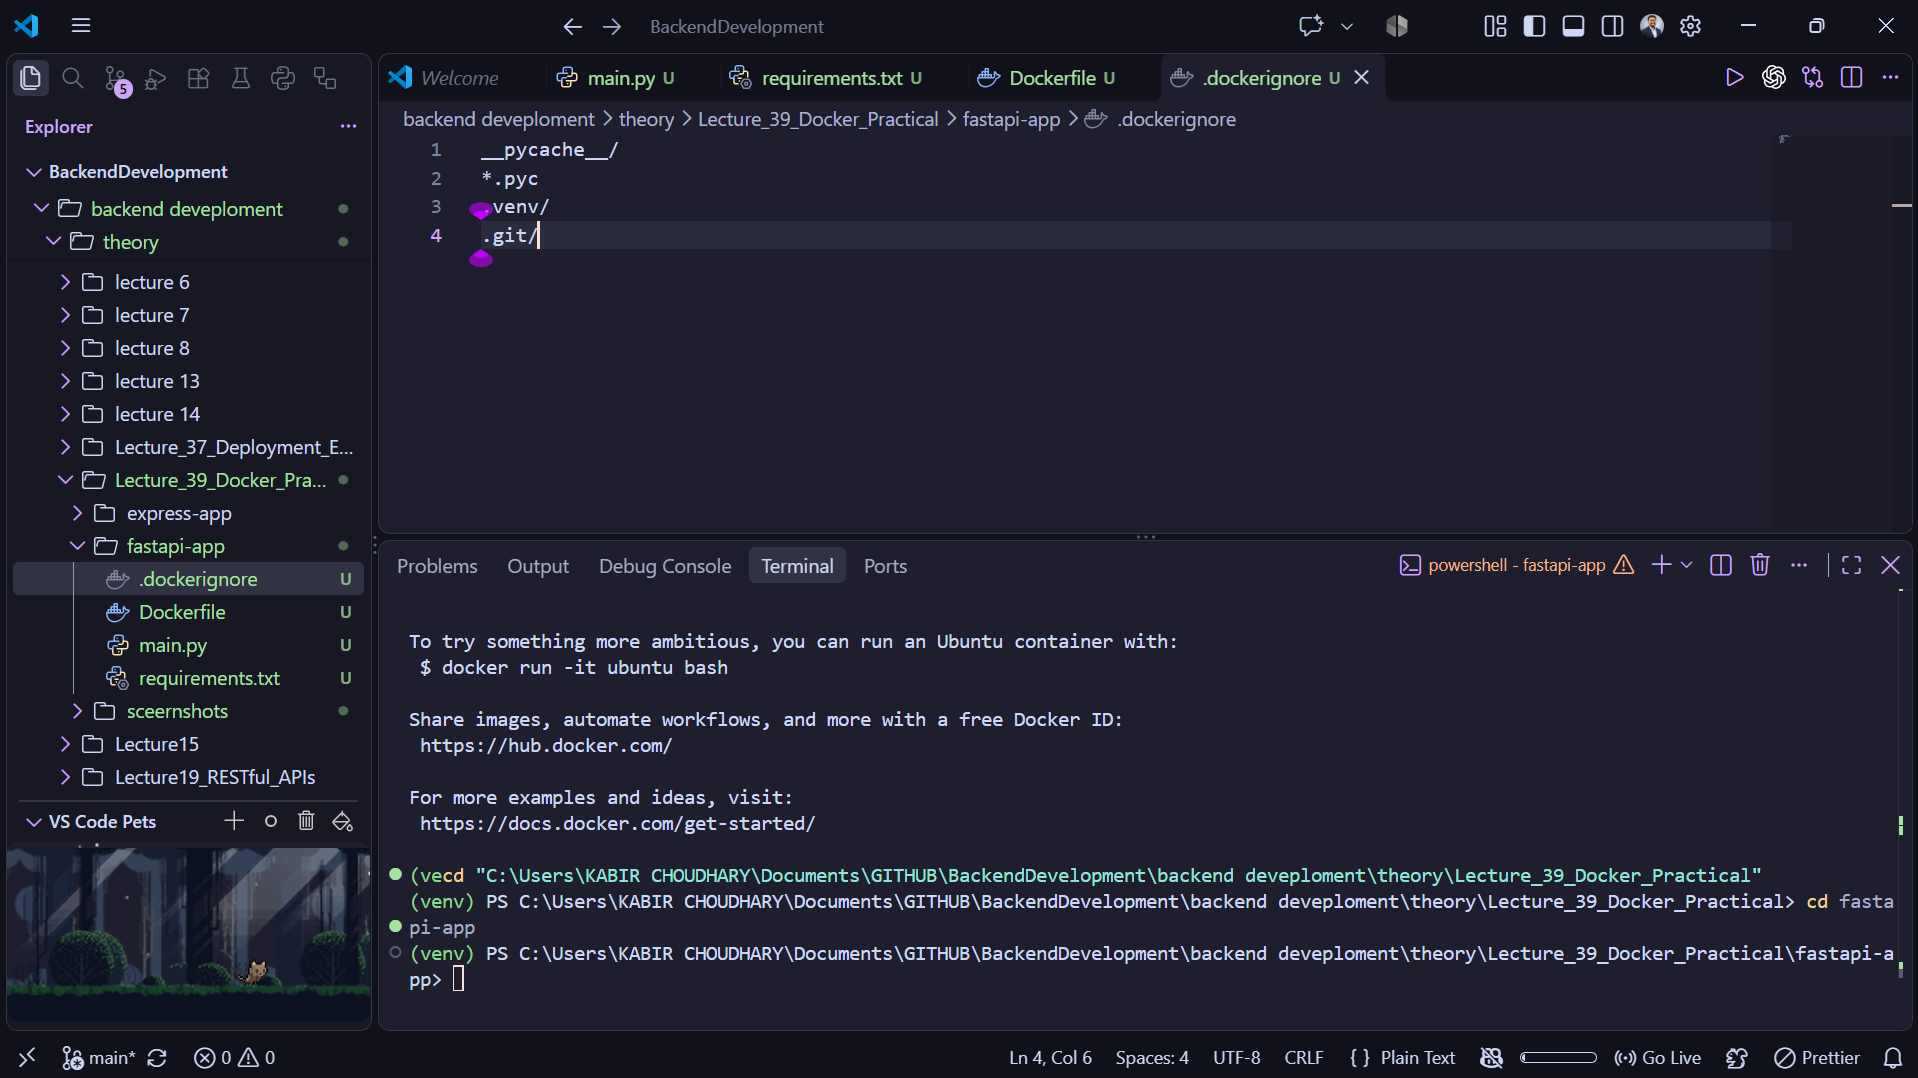 BackendDevelopment
5
Explorer
BackendDevelopment
backend deveploment
theory
lecture 6
lecture 7
lecture 8
lecture 13
lecture 14
Lecture_37_Deployment_E...
Lecture_39_Docker_Pra...
express-app
fastapi-app
.dockerignore U
Dockerfile U
main.py U
requirements.txt U
sceernshots
Lecture15
Lecture19_RESTful_APIs
VS Code Pets
Welcome main.py U requirements.txt U Dockerfile U .dockerignore U
backend deveploment > theory > Lecture_39_Docker_Practical > fastapi-app > .dockerignore
1 __pycache__/
2 *.pyc
3 .venv/
4 .git/
Problems Output Debug Console Terminal Ports powershell - fastapi-app
To try something more ambitious, you can run an Ubuntu container with:
$ docker run -it ubuntu bash
Share images, automate workflows, and more with a free Docker ID:
https://hub.docker.com/
For more examples and ideas, visit:
https://docs.docker.com/get-started/
(vecd "C:\Users\KABIR CHOUDHARY\Documents\GITHUB\BackendDevelopment\backend deveploment\theory\Lecture_39_Docker_Practical"
(venv) PS C:\Users\KABIR CHOUDHARY\Documents\GITHUB\BackendDevelopment\backend deveploment\theory\Lecture_39_Docker_Practical> cd fasta
pi-app
(venv) PS C:\Users\KABIR CHOUDHARY\Documents\GITHUB\BackendDevelopment\backend deveploment\theory\Lecture_39_Docker_Practical\fastapi-a
pp>
main* 0 0 Ln 4, Col 6 Spaces: 4 UTF-8 CRLF { } Plain Text Go Live Prettier